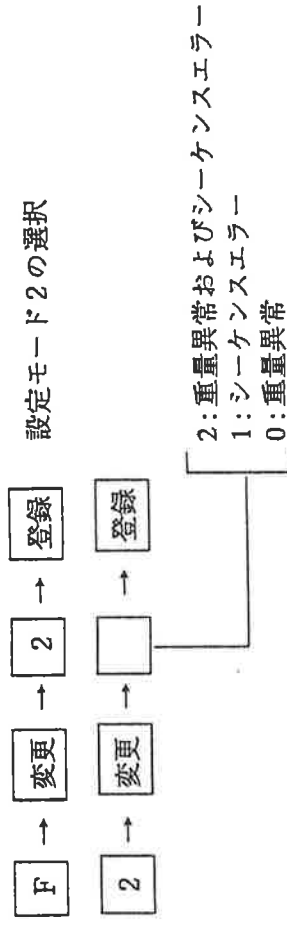 F → 変更 → 2 → 登録 設定モード2の選択
2 → 変更 → → 登録
2：重量異常およびシーケンスエラー
1：シーケンスエラー
0：重量異常